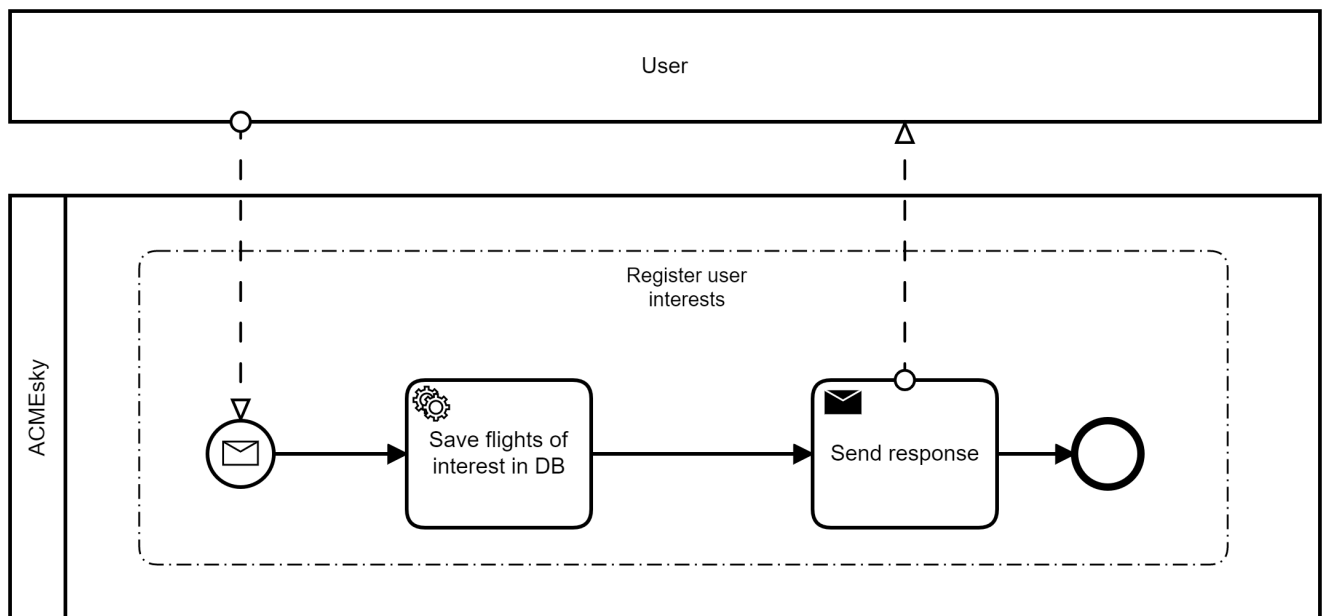 User
Register user
interests
ACMEsky
Save flights of
interest in DB
Send response